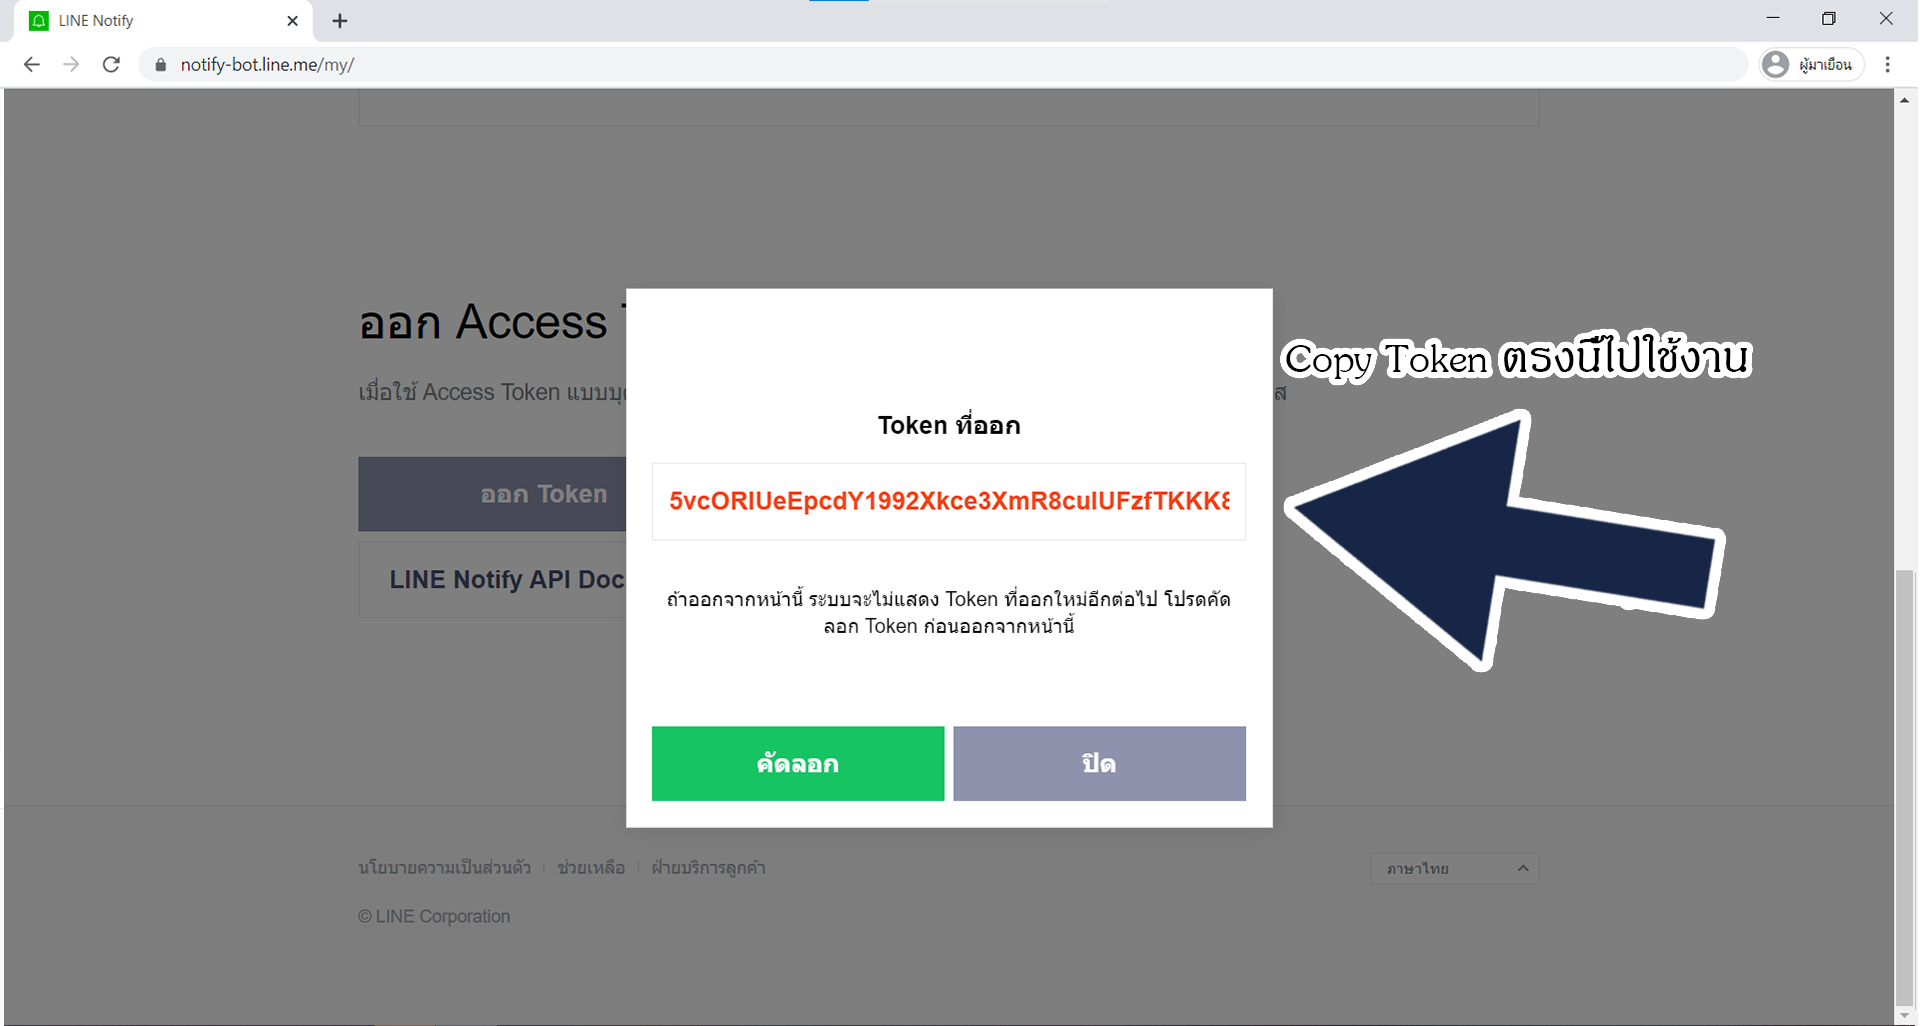 LINE Notify
notify-bot.line.me/my/
ผู้มาเยือน
ออก Access
เมื่อใช้ Access Token แบบบุ
ส
Copy Token ตรงนี้ไปใช้งาน
Token ที่ออก
5vcORIUeEpcdY1992Xkce3XmR8culUFzfTKKK8
ออก Token
LINE Notify API Doc
ถ้าออกจากหน้านี้ ระบบจะไม่แสดง Token ที่ออกใหม่อีกต่อไป โปรดคัด
ลอก Token ก่อนออกจากหน้านี้
คัดลอก
ปิด
นโยบายความเป็นส่วนตัว
ช่วยเหลือ
ฝ่ายบริการลูกค้า
ภาษาไทย
© LINE Corporation